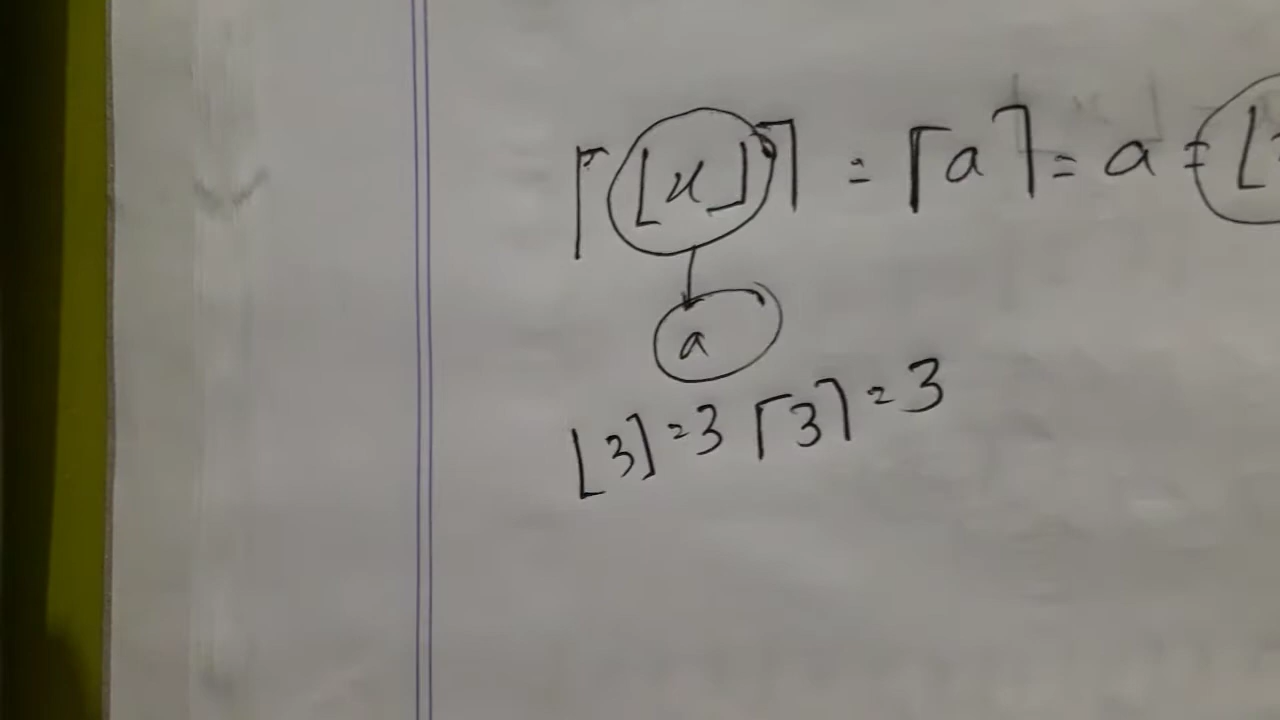 ⌈⌊x⌋⌉ = ⌈a⌉ = a = ⌊
a
⌊3⌋ = 3 ⌈3⌉ = 3